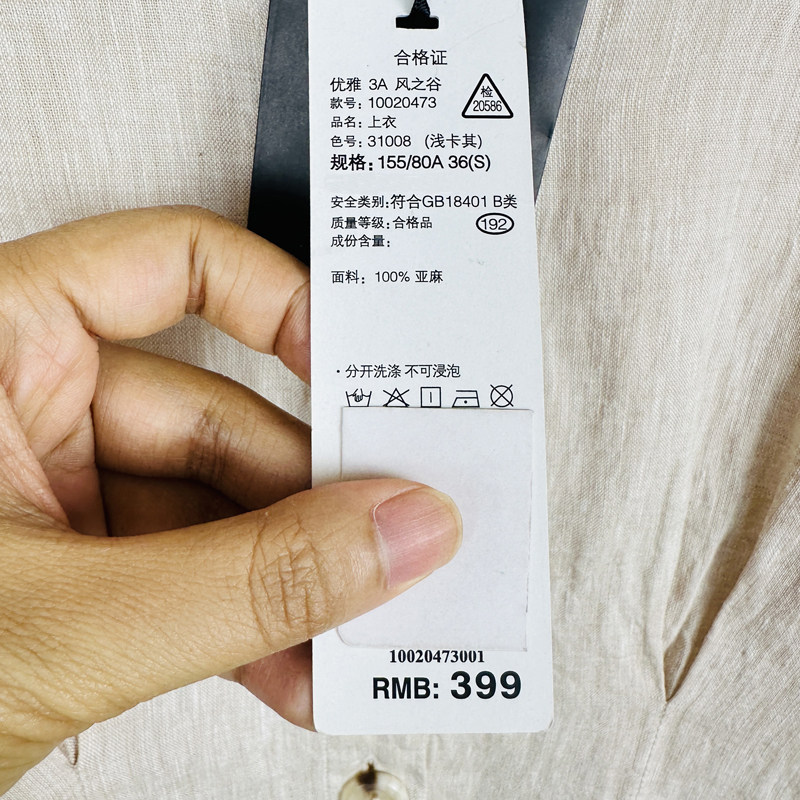 合格证
优雅 3A 风之谷
款号: 10020473
检
20586
品名: 上衣
色号: 31008 (浅卡其)
规格: 155/80A 36(S)
安全类别: 符合GB18401 B类
质量等级: 合格品
192
成份含量:
面料: 100% 亚麻
· 分开洗涤 不可浸泡
10020473001
RMB: 399